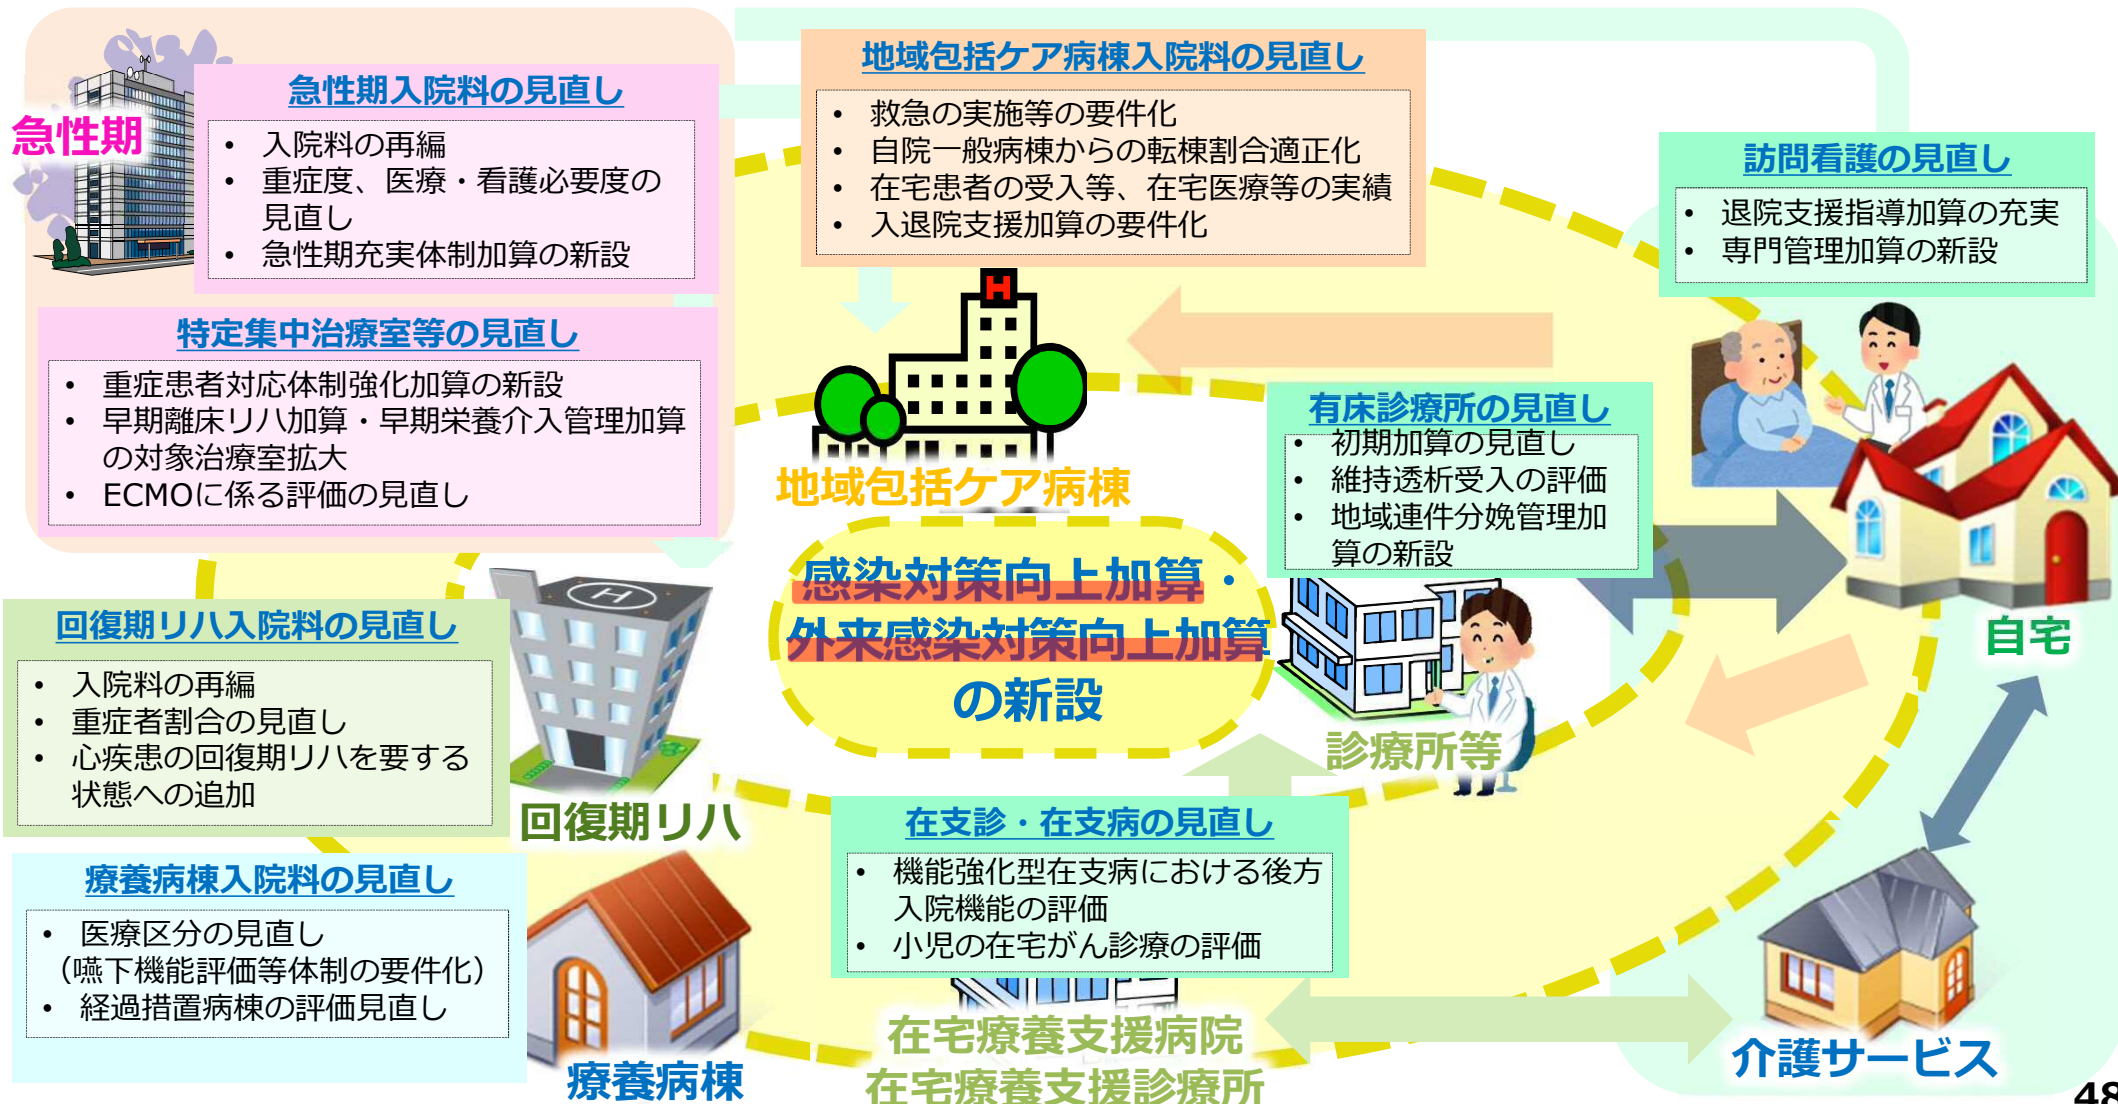 急性期
急性期入院料の見直し
• 入院料の再編
• 重症度、医療・看護必要度の
見直し
• 急性期充実体制加算の新設
特定集中治療室等の見直し
• 重症患者対応体制強化加算の新設
• 早期離床リハ加算・早期栄養介入管理加算
の対象治療室拡大
• ECMOに係る評価の見直し
地域包括ケア病棟入院料の見直し
• 救急の実施等の要件化
• 自院一般病棟からの転棟割合適正化
• 在宅患者の受入等、在宅医療等の実績
• 入退院支援加算の要件化
H
地域包括ケア病棟
訪問看護の見直し
• 退院支援指導加算の充実
• 専門管理加算の新設
有床診療所の見直し
• 初期加算の見直し
• 維持透析受入の評価
• 地域連件分娩管理加
算の新設
自宅
感染対策向上加算・
外来感染対策向上加算
の新設
診療所等
回復期リハ入院料の見直し
• 入院料の再編
• 重症者割合の見直し
• 心疾患の回復期リハを要する
状態への追加
H
回復期リハ
療養病棟入院料の見直し
• 医療区分の見直し
（嚥下機能評価等体制の要件化）
• 経過措置病棟の評価見直し
療養病棟
在支診・在支病の見直し
• 機能強化型在支病における後方
入院機能の評価
• 小児の在宅がん診療の評価
在宅療養支援病院
在宅療養支援診療所
介護サービス
48